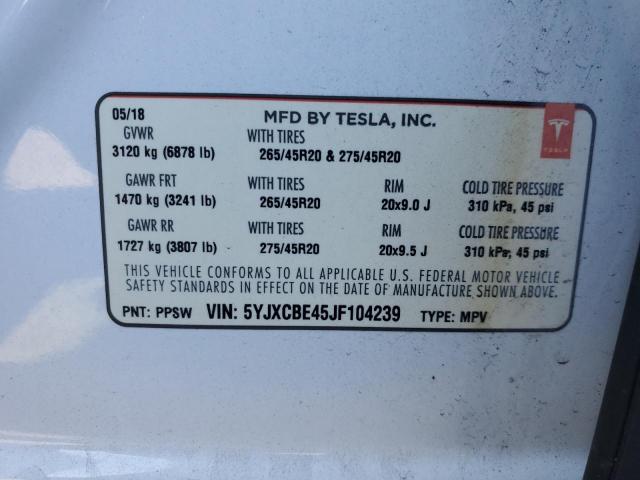 05/18 MFD BY TESLA, INC.
GVWR WITH TIRES
3120 kg (6878 lb) 265/45R20 & 275/45R20
TESLA
GAWR FRT WITH TIRES RIM COLD TIRE PRESSURE
1470 kg (3241 lb) 265/45R20 20x9.0 J 310 kPa, 45 psi
GAWR RR WITH TIRES RIM COLD TIRE PRESSURE
1727 kg (3807 lb) 275/45R20 20x9.5 J 310 kPa, 45 psi
THIS VEHICLE CONFORMS TO ALL APPLICABLE U.S. FEDERAL MOTOR VEHICLE
SAFETY STANDARDS IN EFFECT ON THE DATE OF MANUFACTURE SHOWN ABOVE.
PNT: PPSW VIN: 5YJXCBE45JF104239 TYPE: MPV